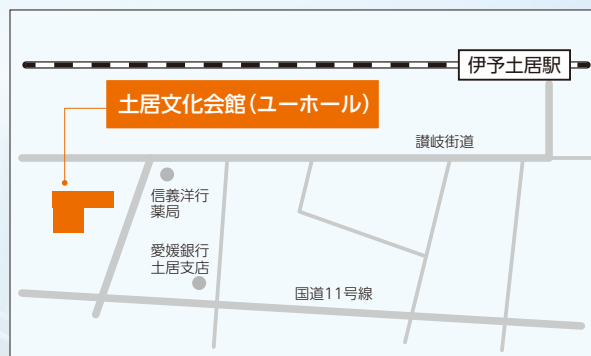 伊予土居駅
土居文化会館（ユーホール）
讃岐街道
信義洋行
薬局
愛媛銀行
土居支店
国道11号線